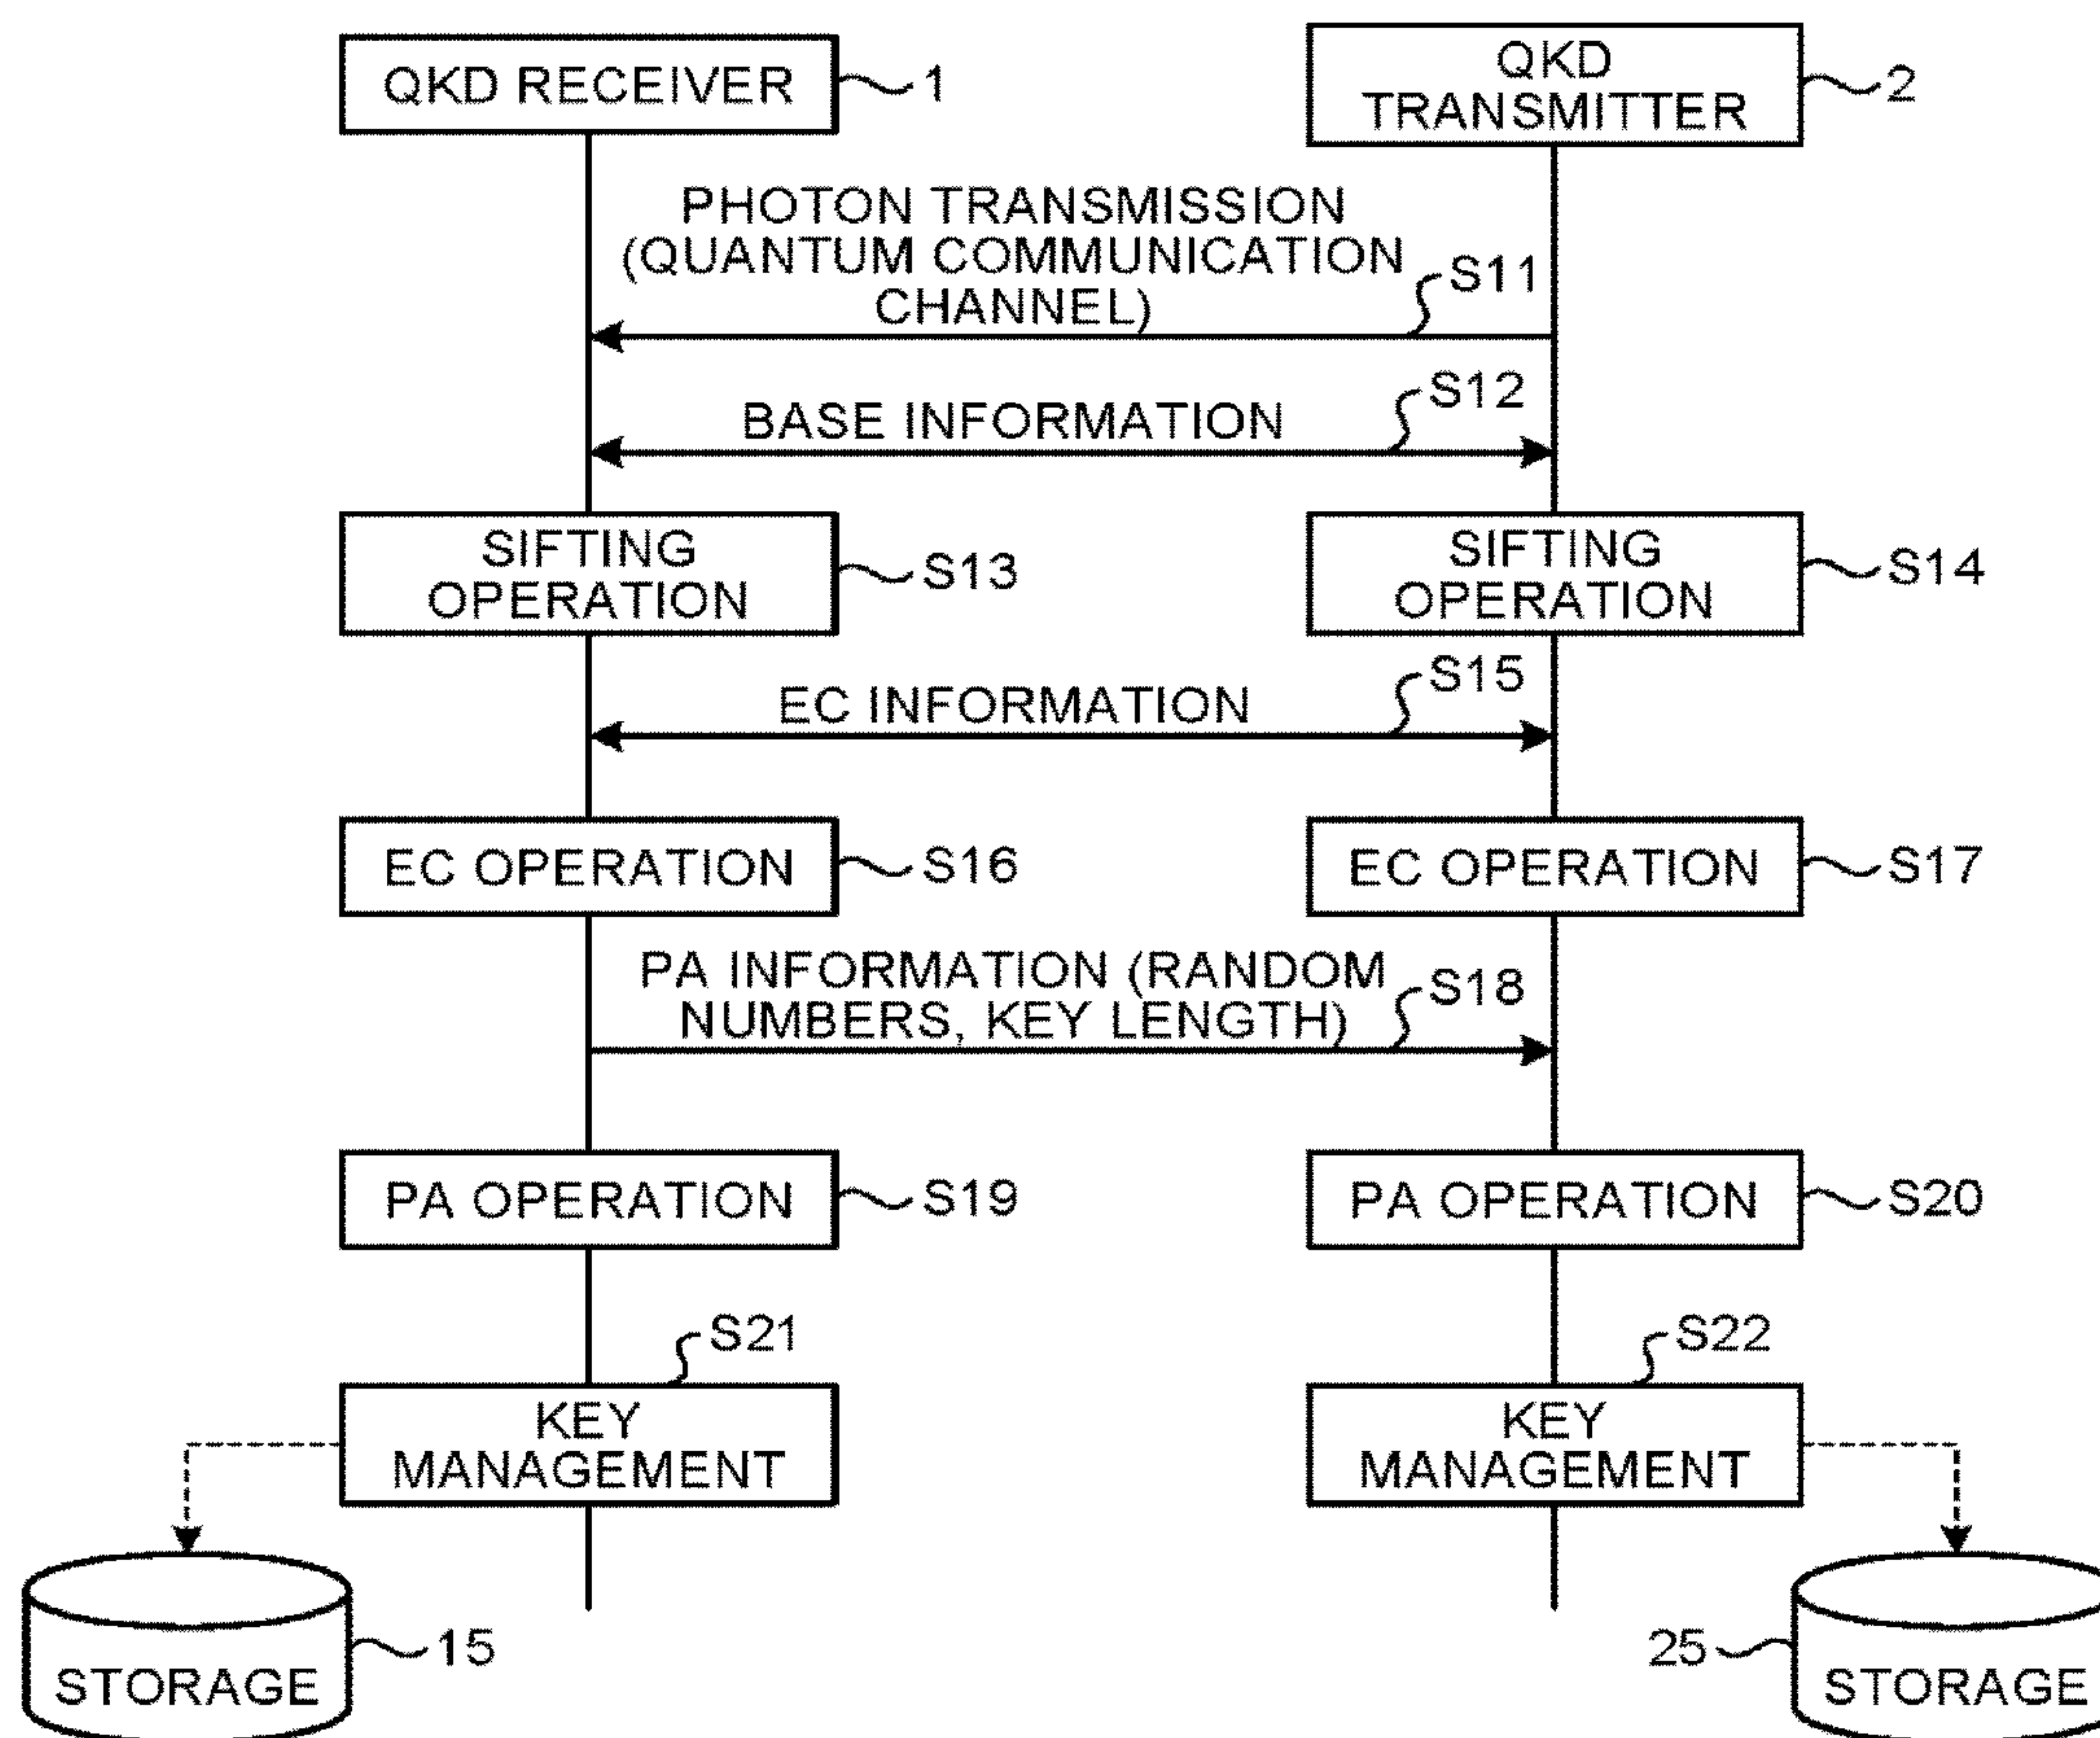 QKD RECEIVER
1
QKD
TRANSMITTER
2
PHOTON TRANSMISSION
(QUANTUM COMMUNICATION
CHANNEL)
S11
BASE INFORMATION
S12
SIFTING
OPERATION
S13
SIFTING
OPERATION
S14
EC INFORMATION
S15
EC OPERATION
S16
EC OPERATION
S17
PA INFORMATION (RANDOM
NUMBERS, KEY LENGTH)
S18
PA OPERATION
S19
PA OPERATION
S20
S21
KEY
MANAGEMENT
S22
KEY
MANAGEMENT
STORAGE
15
25
STORAGE